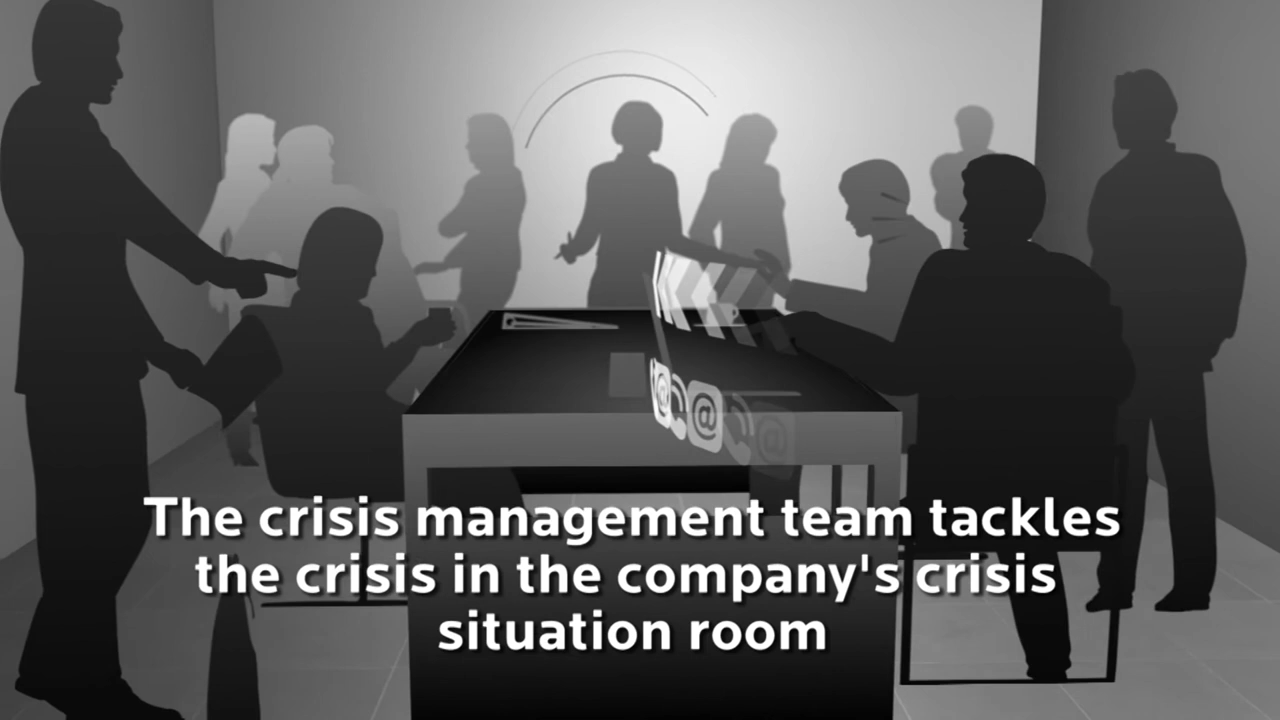 @ @ @
The crisis management team tackles
the crisis in the company's crisis
situation room